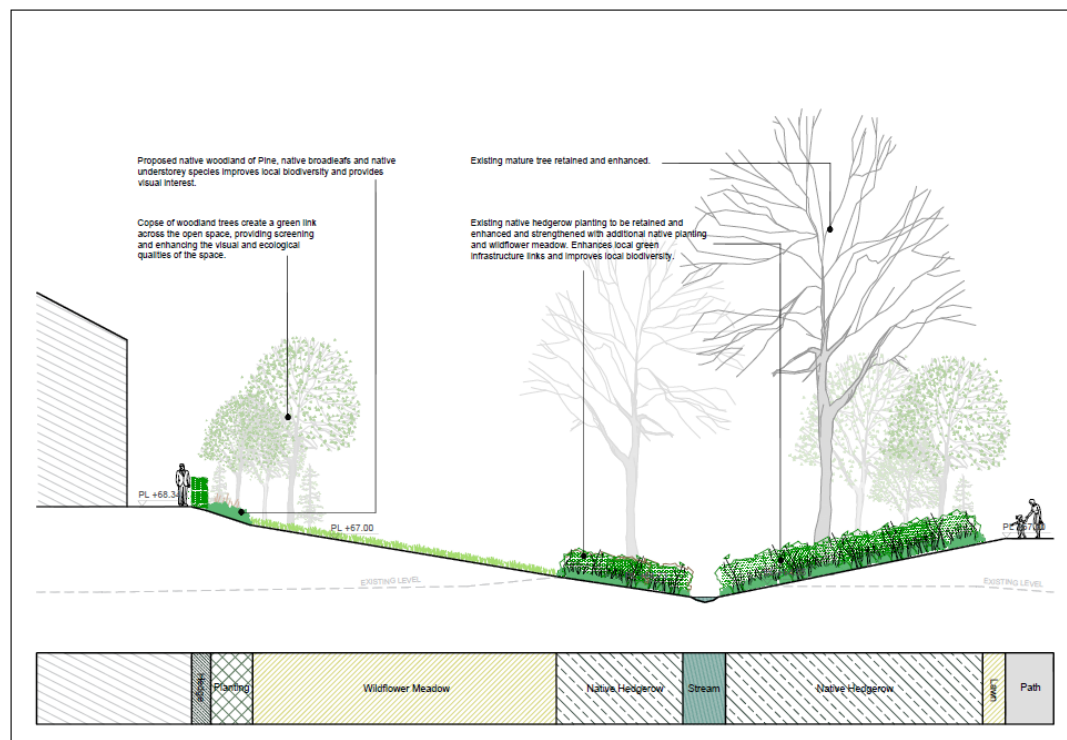 Proposed native woodland of Pine, native broadleafs and native
understorey species improves local biodiversity and provides
visual interest.
Existing mature tree retained and enhanced.
Copse of woodland trees create a green link
across the open space, providing screening
and enhancing the visual and ecological
qualities of the space.
Existing native hedgerow planting to be retained and
enhanced and strengthened with additional native planting
and wildflower meadow. Enhances local green
infrastructure links and improves local biodiversity.
PL +68.34
PL +67.00
PL
EXISTING LEVEL
EXISTING LEVEL
Hedge
Planting
Wildflower Meadow
Native Hedgerow
Stream
Native Hedgerow
Lawn
Path